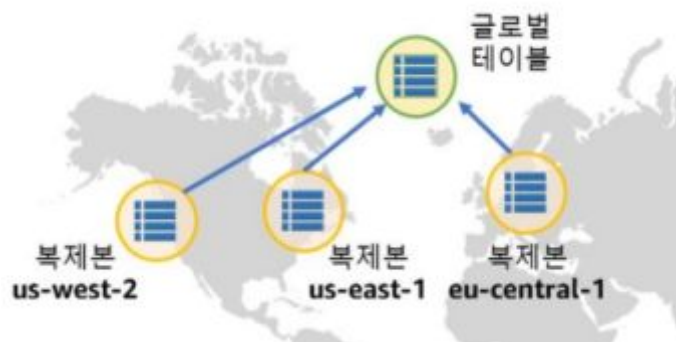 글로벌
테이블
복제본
us-west-2
복제본
us-east-1
복제본
eu-central-1